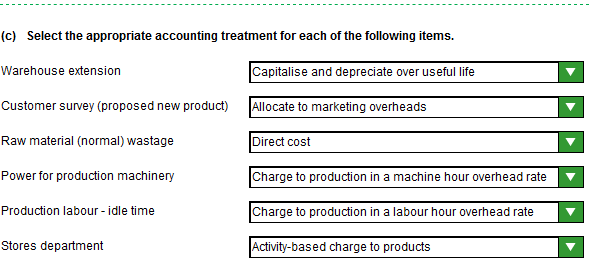 (c) Select the appropriate accounting treatment for each of the following items.
Warehouse extension Capitalise and depreciate over useful life
Customer survey (proposed new product) Allocate to marketing overheads
Raw material (normal) wastage Direct cost
Power for production machinery Charge to production in a machine hour overhead rate
Production labour - idle time Charge to production in a labour hour overhead rate
Stores department Activity-based charge to products